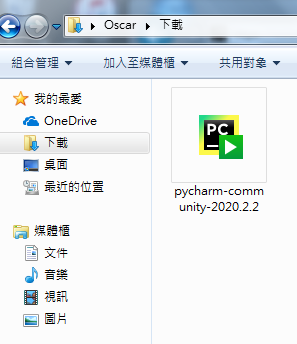 Oscar ▸ 下載
組合管理 ▼ 加入至媒體櫃 ▼ 共用對象 ▼
我的最愛
OneDrive
下載
桌面
最近的位置
媒體櫃
文件
音樂
視訊
圖片
PC
pycharm-comm
unity-2020.2.2